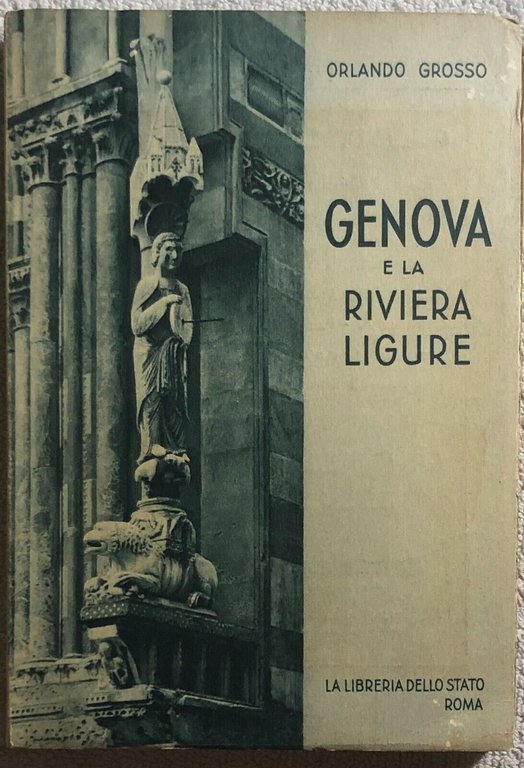 ORLANDO GROSSO
GENOVA
E LA
RIVIERA
LIGURE
LA LIBRERIA DELLO STATO
ROMA